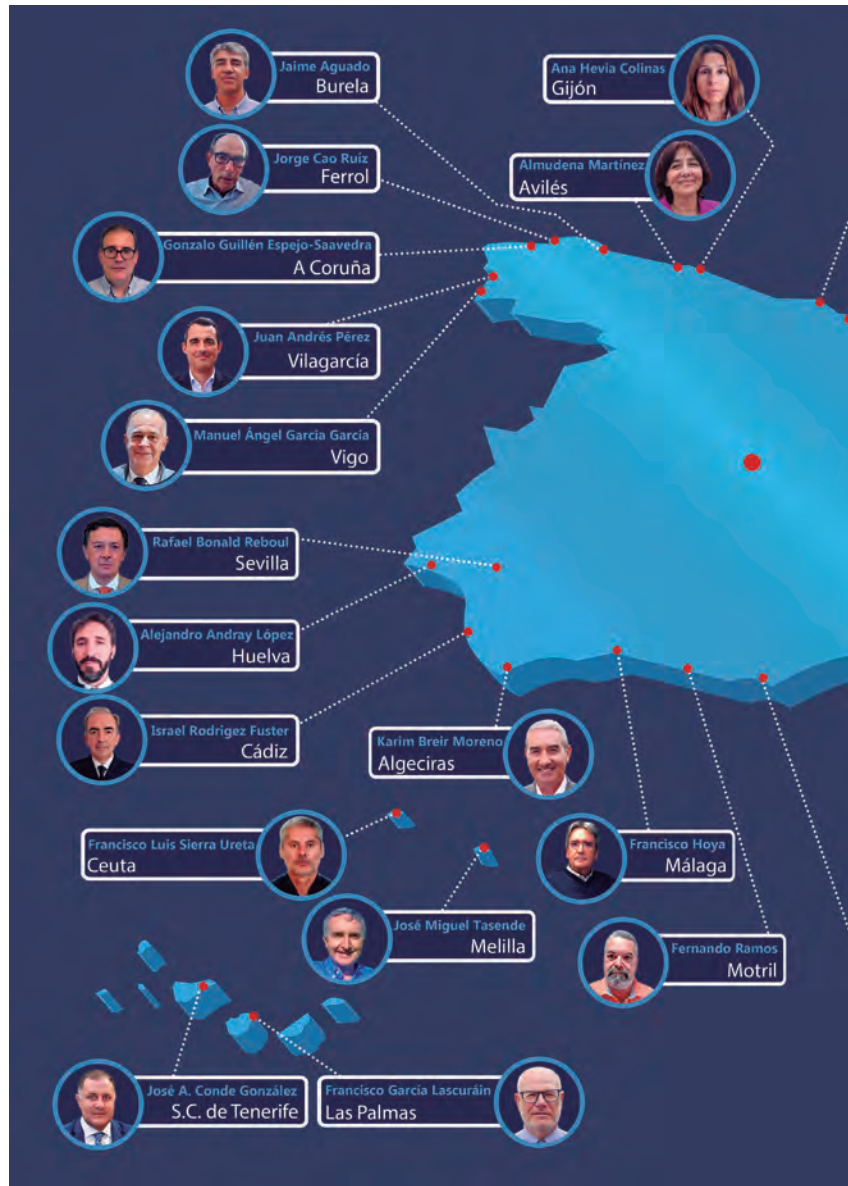 Jaime Aguado
Burela
Ana Hevia Colinas
Gijón
Jorge Cao Ruiz
Ferrol
Almudena Martínez
Avilés
Gonzalo Guillén Espejo-Saavedra
A Coruña
Juan Andrés Pérez
Vilagarcía
Manuel Ángel García García
Vigo
Rafael Bonald Reboul
Sevilla
Alejandro Andray López
Huelva
Israel Rodrigez Fuster
Cádiz
Karim Breir Moreno
Algeciras
Francisco Luis Sierra Ureta
Ceuta
Francisco Hoya
Málaga
José Miguel Tasende
Melilla
Fernando Ramos
Motril
José A. Conde González
S.C. de Tenerife
Francisco García Lascuráin
Las Palmas